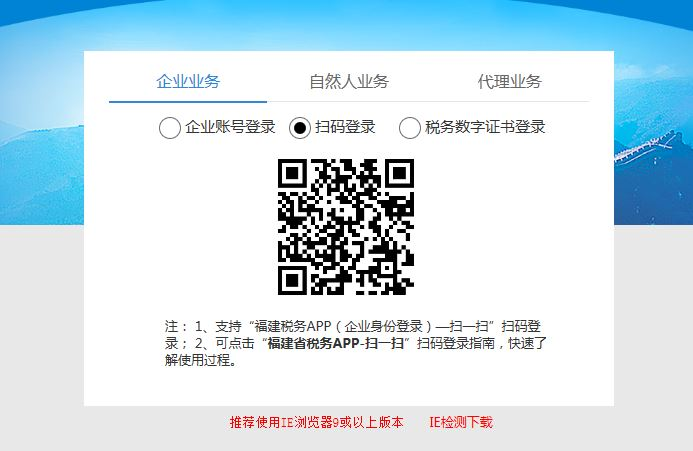 企业业务 自然人业务 代理业务
企业账号登录 扫码登录 税务数字证书登录
注： 1、支持“福建税务APP（企业身份登录）—扫一扫”扫码登
录； 2、可点击“福建省税务APP-扫一扫”扫码登录指南，快速了
解使用过程。
推荐使用IE浏览器9或以上版本 IE检测下载